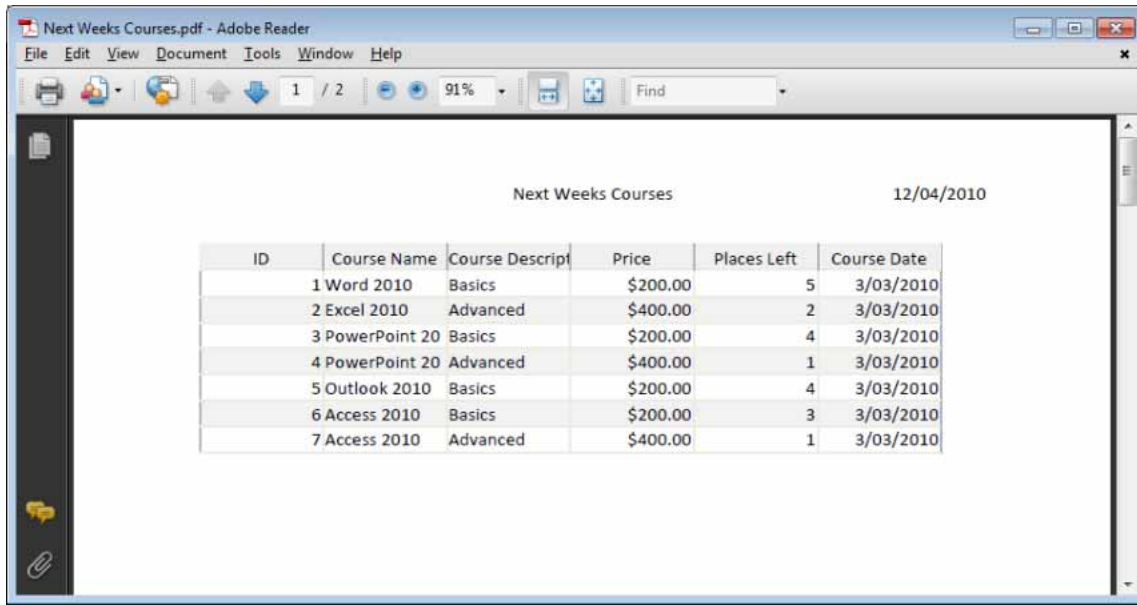 Next Weeks Courses.pdf - Adobe Reader
File Edit View Document Tools Window Help
1 / 2 91% Find
Next Weeks Courses 12/04/2010
ID Course Name Course Descript Price Places Left Course Date
1 Word 2010 Basics $200.00 5 3/03/2010
2 Excel 2010 Advanced $400.00 2 3/03/2010
3 PowerPoint 20 Basics $200.00 4 3/03/2010
4 PowerPoint 20 Advanced $400.00 1 3/03/2010
5 Outlook 2010 Basics $200.00 4 3/03/2010
6 Access 2010 Basics $200.00 3 3/03/2010
7 Access 2010 Advanced $400.00 1 3/03/2010